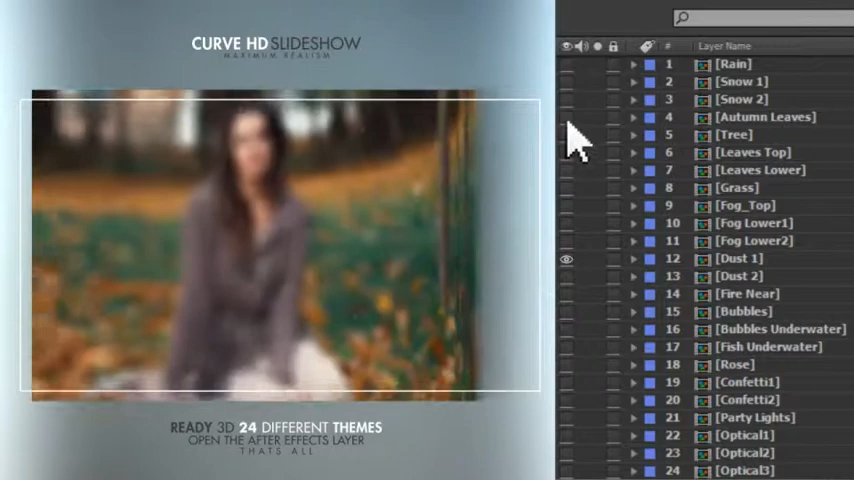 CURVE HD SLIDESHOW
MAXIMUM REALISM
READY 3D 24 DIFFERENT THEMES
OPEN THE AFTER EFFECTS LAYER
THATS ALL
# Layer Name
1 [Rain]
2 [Snow 1]
3 [Snow 2]
4 [Autumn Leaves]
5 [Tree]
6 [Leaves Top]
7 [Leaves Lower]
8 [Grass]
9 [Fog_Top]
10 [Fog Lower1]
11 [Fog Lower2]
12 [Dust 1]
13 [Dust 2]
14 [Fire Near]
15 [Bubbles]
16 [Bubbles Underwater]
17 [Fish Underwater]
18 [Rose]
19 [Confetti1]
20 [Confetti2]
21 [Party Lights]
22 [Optical1]
23 [Optical2]
24 [Optical3]